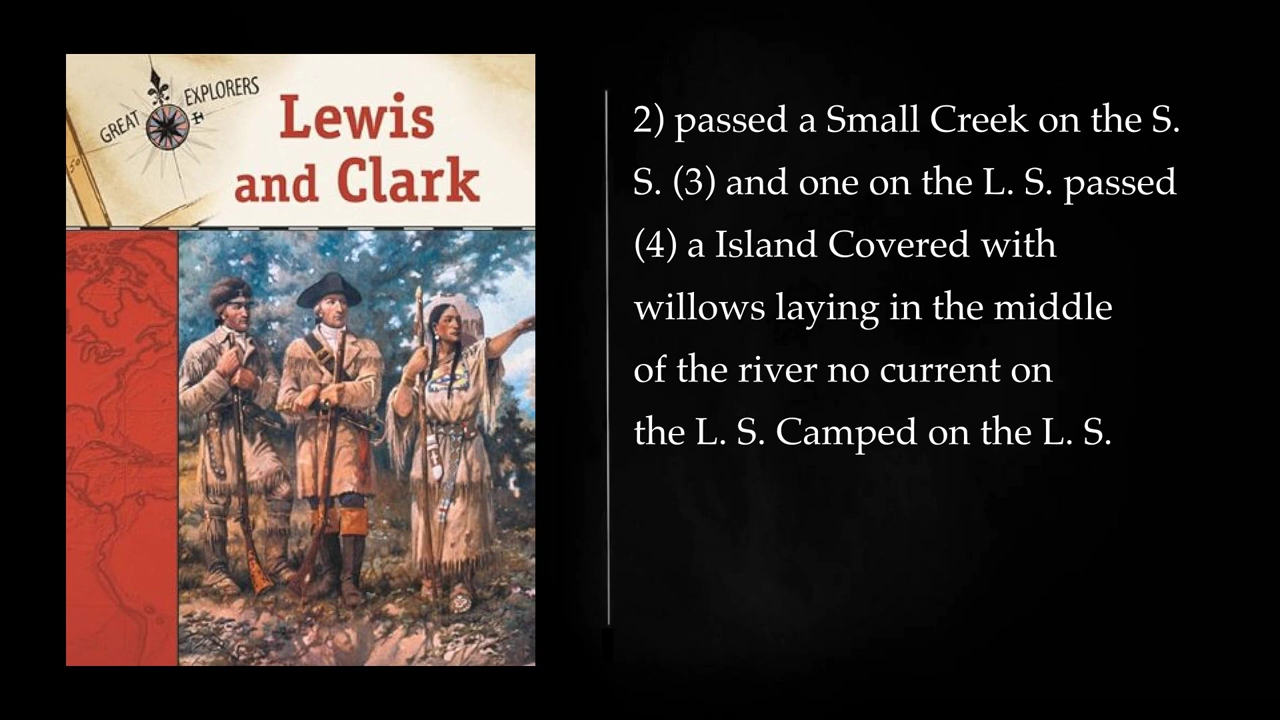 GREAT EXPLORERS
Lewis
and Clark
50
2) passed a Small Creek on the S.
S. (3) and one on the L. S. passed
(4) a Island Covered with
willows laying in the middle
of the river no current on
the L. S. Camped on the L. S.